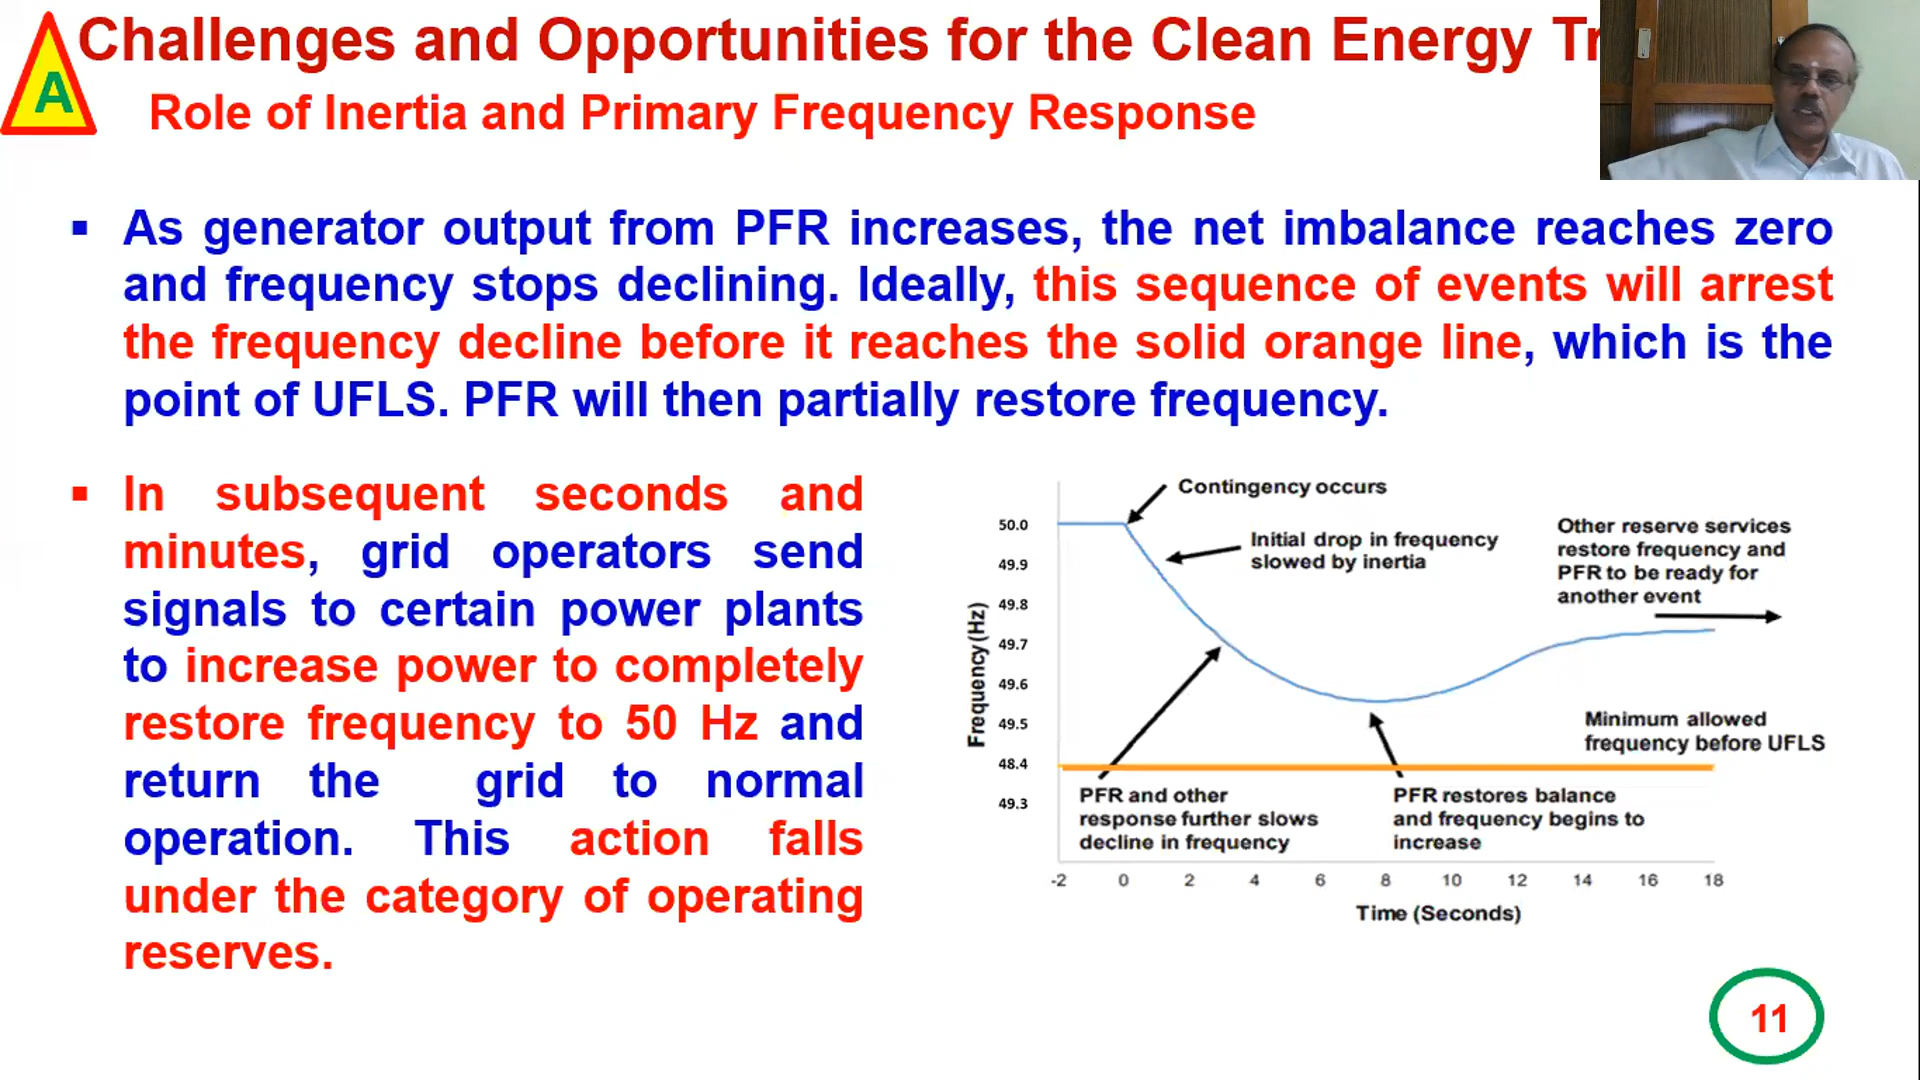 A
Challenges and Opportunities for the Clean Energy
Role of Inertia and Primary Frequency Response
▪ As generator output from PFR increases, the net imbalance reaches zero
and frequency stops declining. Ideally, this sequence of events will arrest
the frequency decline before it reaches the solid orange line, which is the
point of UFLS. PFR will then partially restore frequency.
▪ In subsequent seconds and
minutes, grid operators send
signals to certain power plants
to increase power to completely
restore frequency to 50 Hz and
return the grid to normal
operation. This action falls
under the category of operating
reserves.
Contingency occurs
Initial drop in frequency
slowed by inertia
Other reserve services
restore frequency and
PFR to be ready for
another event
Minimum allowed
frequency before UFLS
PFR and other
response further slows
decline in frequency
PFR restores balance
and frequency begins to
increase
Frequency(Hz)
50.0
49.9
49.8
49.7
49.6
49.5
48.4
49.3
-2 0 2 4 6 8 10 12 14 16 18
Time (Seconds)
11